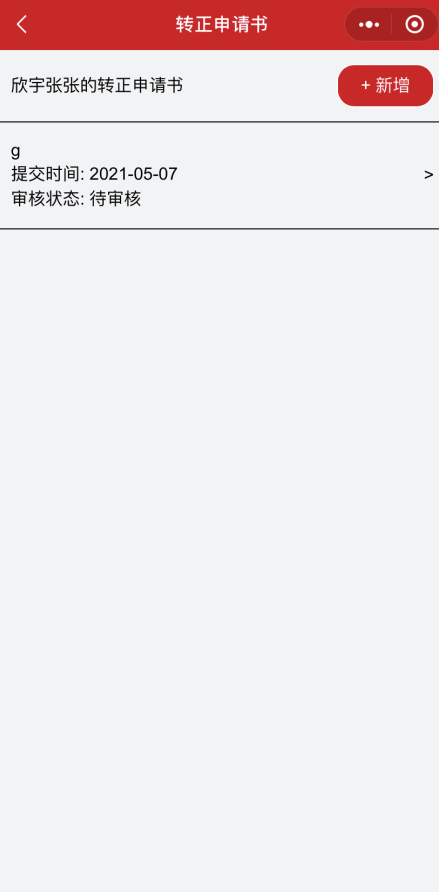 转正申请书
欣宇张张的转正申请书
+ 新增
g
提交时间: 2021-05-07
>
审核状态: 待审核